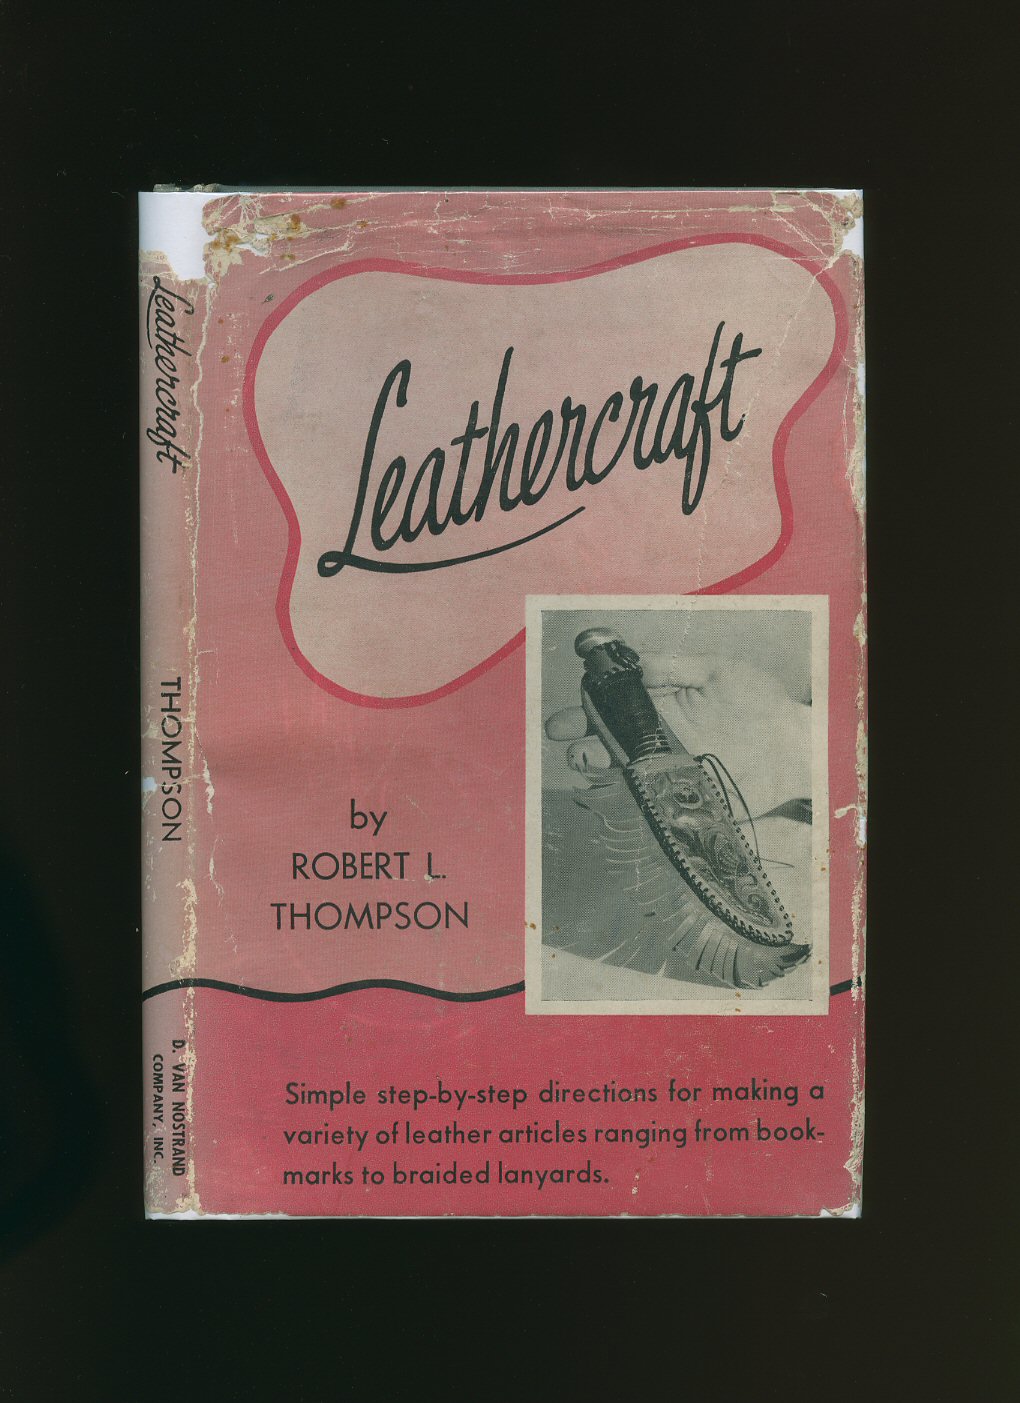 Leathercraft
THOMPSON
D. VAN NOSTRAND
COMPANY, INC.
Leathercraft
by
ROBERT L.
THOMPSON
Simple step-by-step directions for making a
variety of leather articles ranging from book-
marks to braided lanyards.